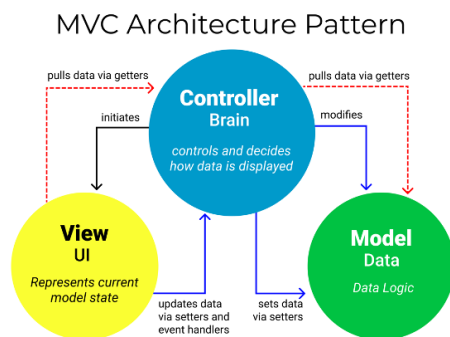 MVC Architecture Pattern
pulls data via getters
pulls data via getters
Controller
Brain
controls and decides
how data is displayed
initiates
modifies
View
UI
Represents current
model state
Model
Data
Data Logic
updates data
via setters and
event handlers
sets data
via setters